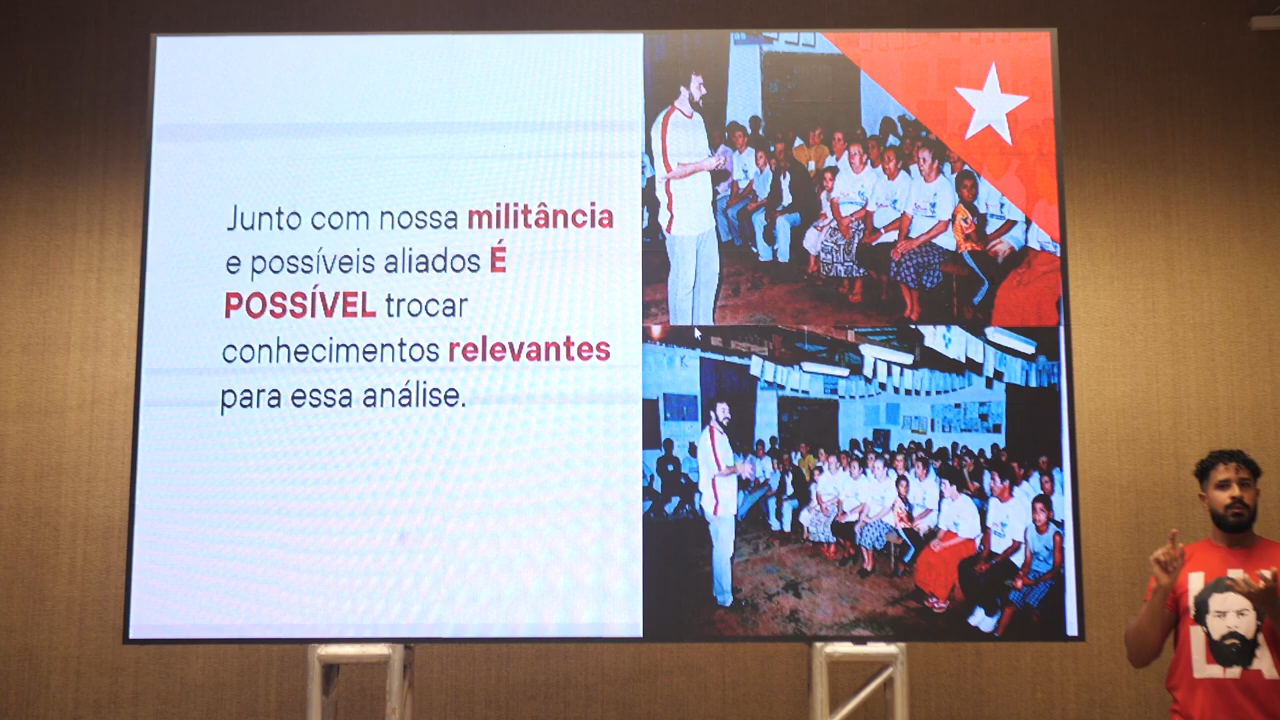 Junto com nossa militância
e possíveis aliados É
POSSÍVEL trocar
conhecimentos relevantes
para essa análise.